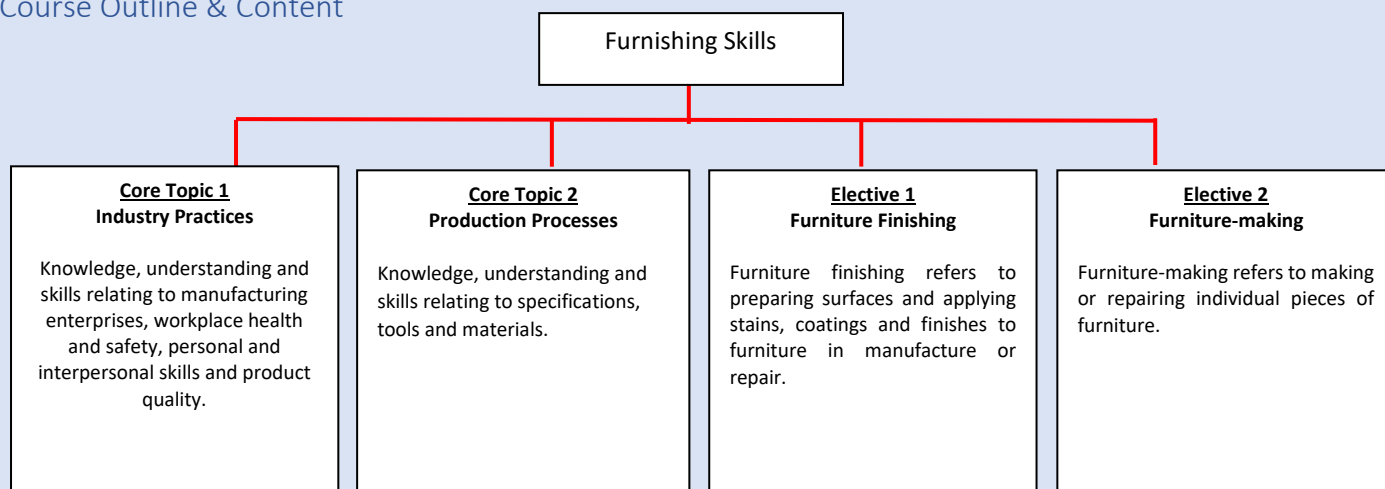 Course Outline & Content
Furnishing Skills
Core Topic 1
Industry Practices
Knowledge, understanding and
skills relating to manufacturing
enterprises, workplace health
and safety, personal and
interpersonal skills and product
quality.
Core Topic 2
Production Processes
Knowledge, understanding and
skills relating to specifications,
tools and materials.
Elective 1
Furniture Finishing
Furniture finishing refers to
preparing surfaces and applying
stains, coatings and finishes to
furniture in manufacture or
repair.
Elective 2
Furniture-making
Furniture-making refers to making
or repairing individual pieces of
furniture.